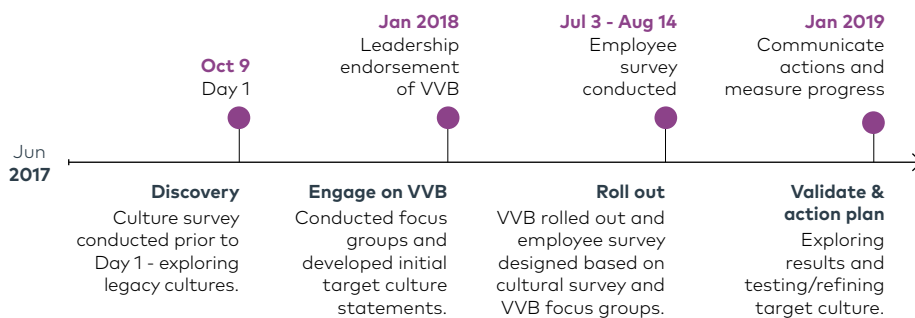 Oct 9
Day 1
Jan 2018
Leadership
endorsement
of VVB
Jul 3 - Aug 14
Employee
survey
conducted
Jan 2019
Communicate
actions and
measure progress
Jun
2017
Discovery
Culture survey
conducted prior to
Day 1 - exploring
legacy cultures.
Engage on VVB
Conducted focus
groups and
developed initial
target culture
statements.
Roll out
VVB rolled out and
employee survey
designed based on
cultural survey and
VVB focus groups.
Validate &
action plan
Exploring
results and
testing/refining
target culture.